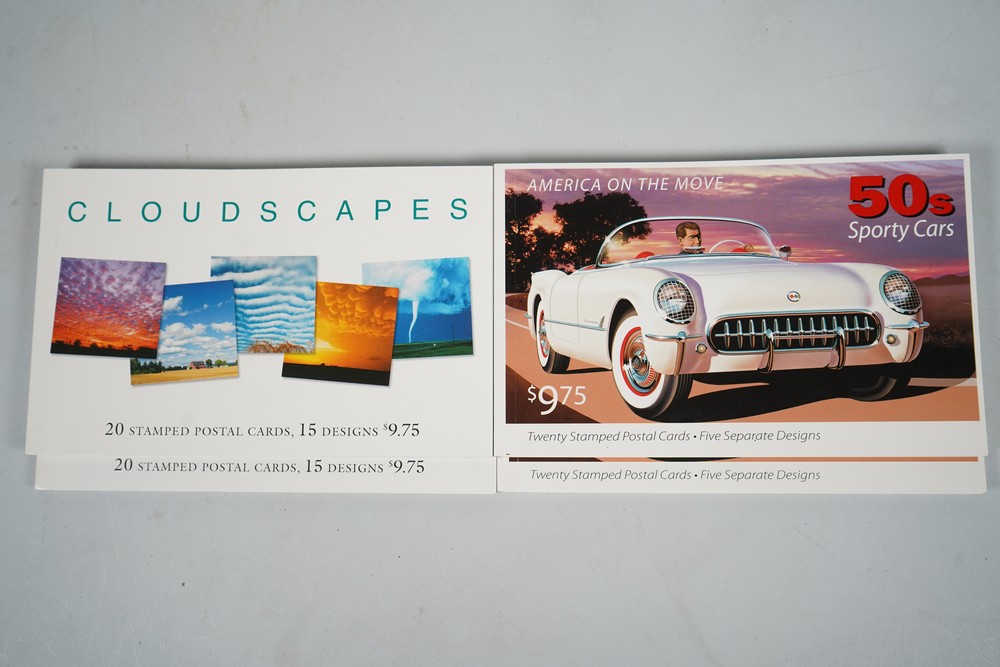 CLOUDSCAPES
20 STAMPED POSTAL CARDS, 15 DESIGNS $9.75
20 STAMPED POSTAL CARDS, 15 DESIGNS $9.75
AMERICA ON THE MOVE
50s
Sporty Cars
$9.75
Twenty Stamped Postal Cards • Five Separate Designs
Twenty Stamped Postal Cards • Five Separate Designs